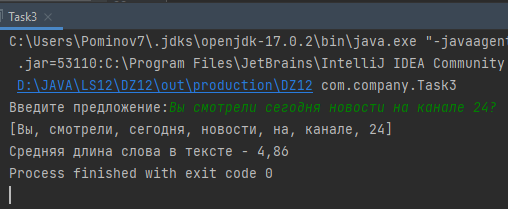 Task3 ×
C:\Users\Pominov7\.jdks\openjdk-17.0.2\bin\java.exe "-javaagent
.jar=53110:C:\Program Files\JetBrains\IntelliJ IDEA Community
D:\JAVA\LS12\DZ12\out\production\DZ12 com.company.Task3
Введите предложение:Вы смотрели сегодня новости на канале 24?
[Вы, смотрели, сегодня, новости, на, канале, 24]
Средняя длина слова в тексте - 4,86
Process finished with exit code 0